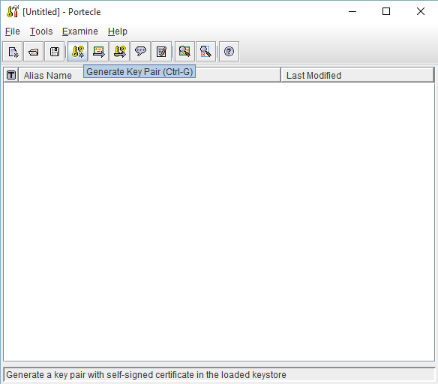 [Untitled] - Portecle
File Tools Examine Help
Generate Key Pair (Ctrl-G)
T Alias Name Last Modified
Generate a key pair with self-signed certificate in the loaded keystore